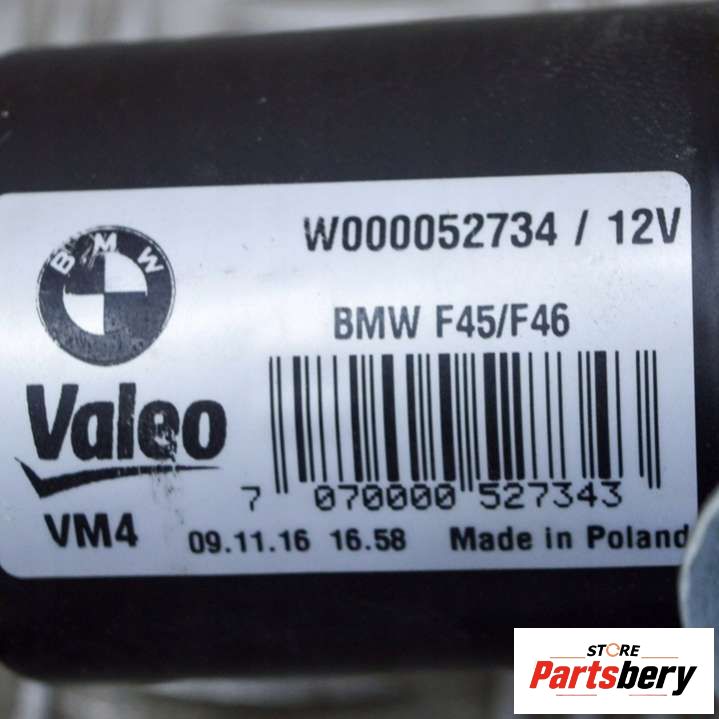 W000052734 / 12V
BMW
BMW F45/F46
Valeo
7 070000 527343
VM4 09.11.16 16.58 Made in Poland
STORE
Partsbery